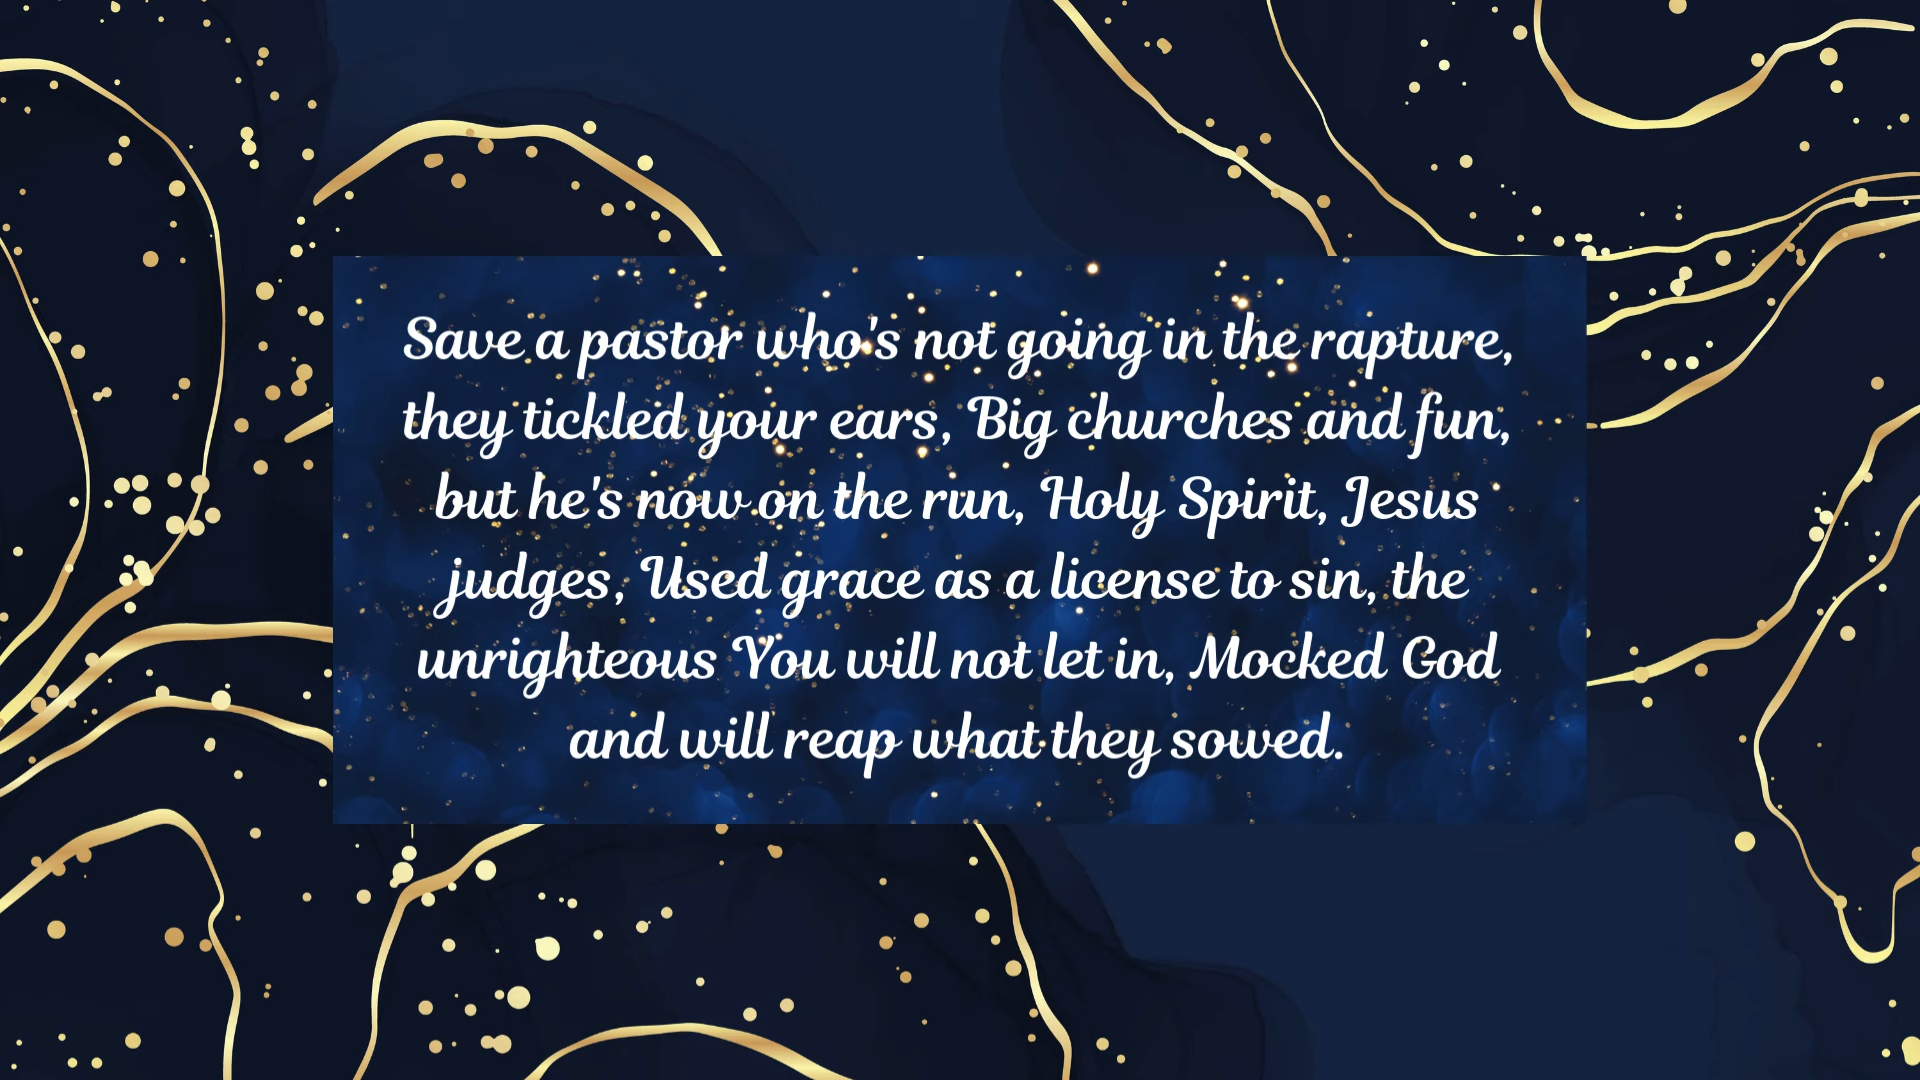 Save a pastor who's not going in the rapture,
they tickled your ears, Big churches and fun,
but he's now on the run, Holy Spirit, Jesus
judges, Used grace as a license to sin, the
unrighteous You will not let in, Mocked God
and will reap what they sowed.